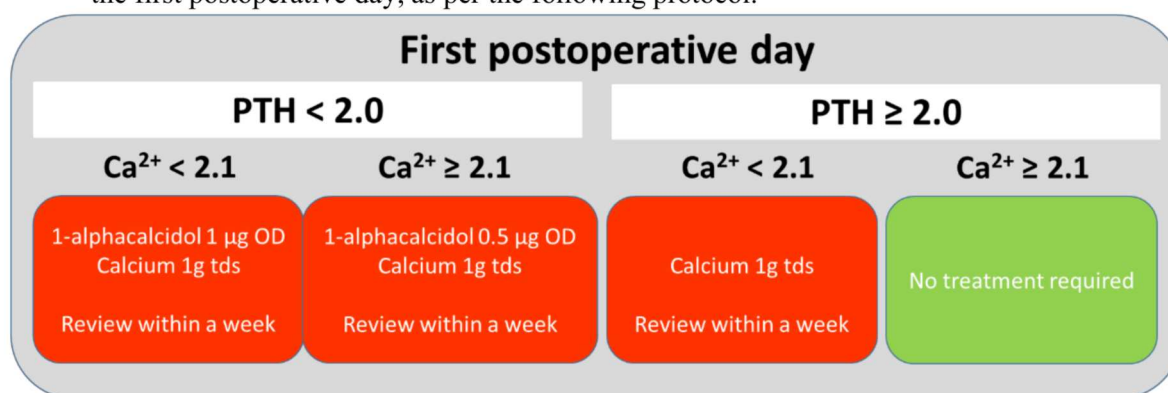 the first postoperative day, as per the following protocol.
First postoperative day
PTH < 2.0
PTH ≥ 2.0
Ca²⁺ < 2.1
Ca²⁺ ≥ 2.1
Ca²⁺ < 2.1
Ca²⁺ ≥ 2.1
1-alphacalcidol 1 µg OD
Calcium 1g tds
Review within a week
1-alphacalcidol 0.5 µg OD
Calcium 1g tds
Review within a week
Calcium 1g tds
Review within a week
No treatment required